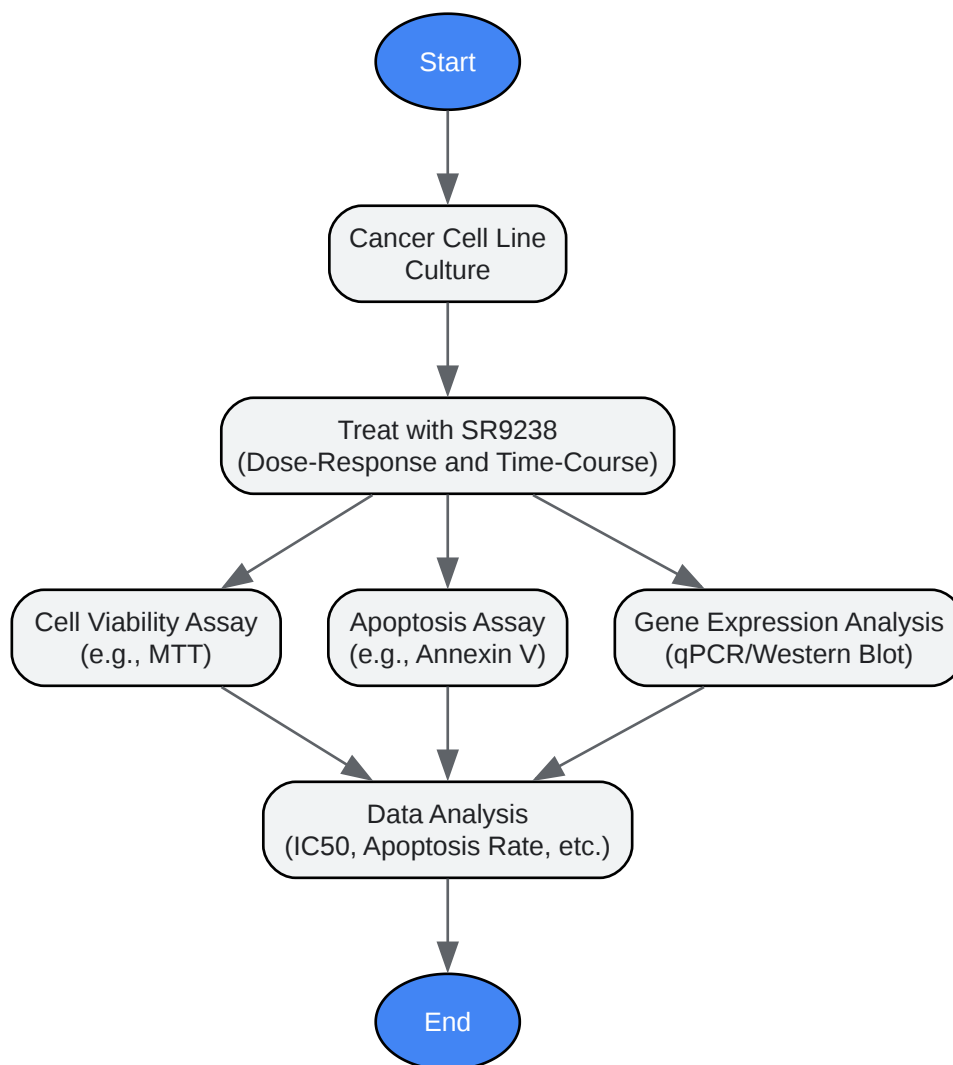 Start
Cancer Cell Line
Culture
Treat with SR9238
(Dose-Response and Time-Course)
Cell Viability Assay
(e.g., MTT)
Apoptosis Assay
(e.g., Annexin V)
Gene Expression Analysis
(qPCR/Western Blot)
Data Analysis
(IC50, Apoptosis Rate, etc.)
End